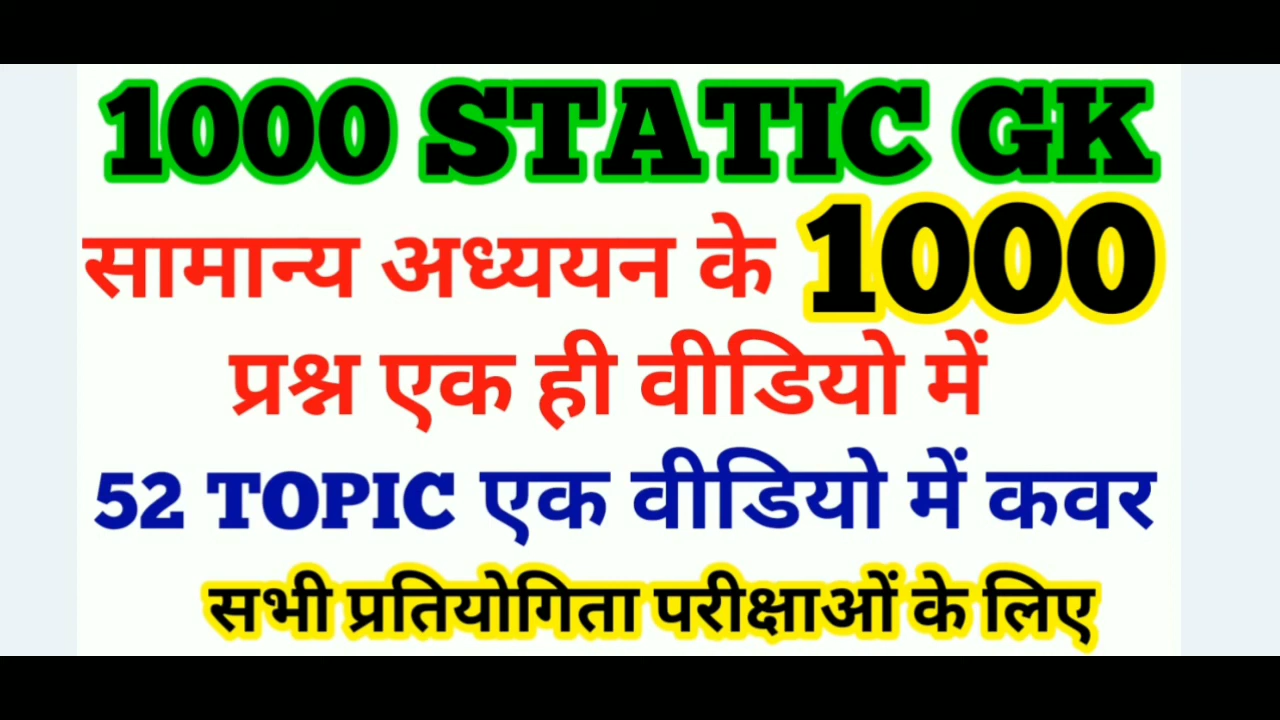 1000 STATIC GK
सामान्य अध्ययन के 1000
प्रश्न एक ही वीडियो में
52 TOPIC एक वीडियो में कवर
सभी प्रतियोगिता परीक्षाओं के लिए